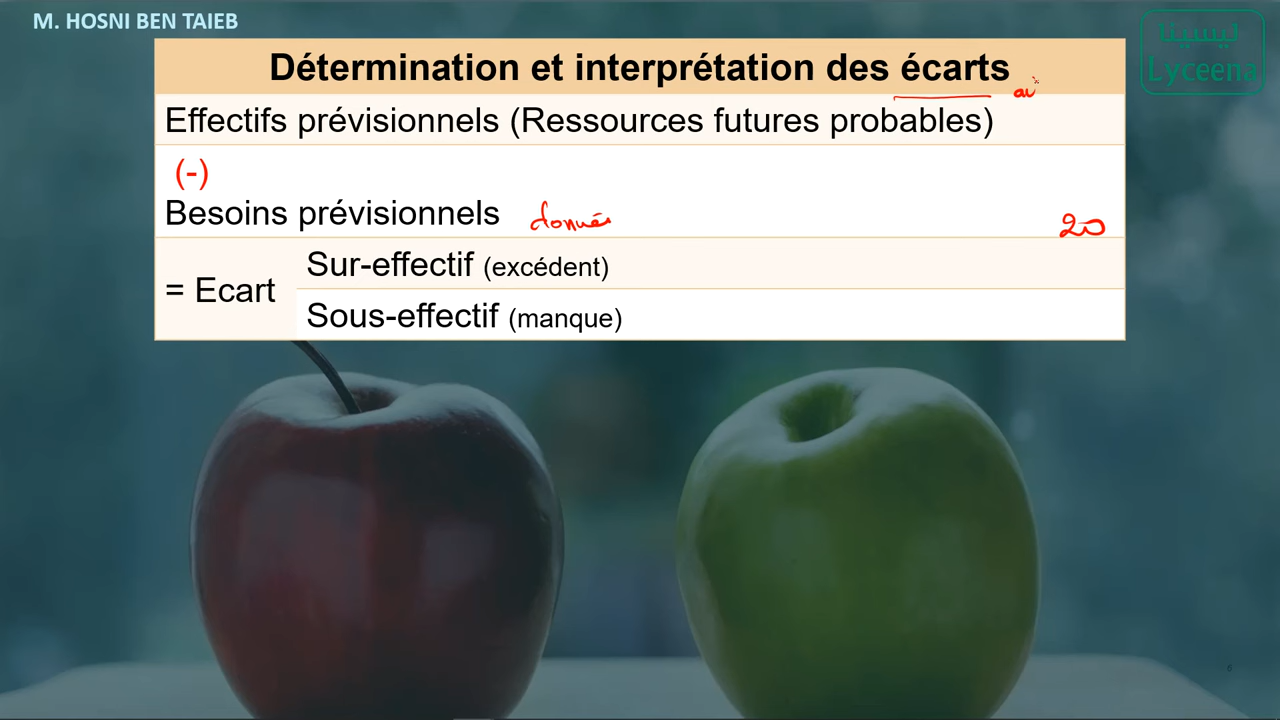 M. HOSNI BEN TAIEB
ليسينا
Lyceena
Détermination et interprétation des écarts
Effectifs prévisionnels (Ressources futures probables)
(-)
Besoins prévisionnels donnée 20
= Ecart
Sur-effectif (excédent)
Sous-effectif (manque)
6